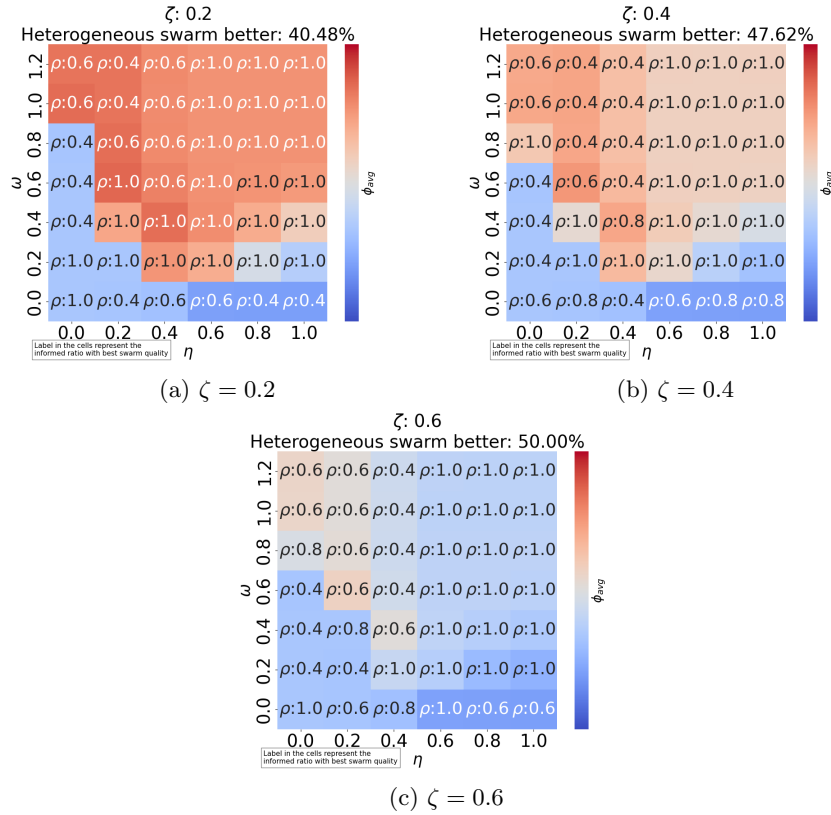 ζ: 0.2
Heterogeneous swarm better: 40.48%
1.2 ρ:0.6 ρ:0.4 ρ:0.6 ρ:1.0 ρ:1.0 ρ:1.0
1.0 ρ:0.6 ρ:0.4 ρ:0.6 ρ:1.0 ρ:1.0 ρ:1.0
0.8 ρ:0.4 ρ:0.6 ρ:0.6 ρ:1.0 ρ:1.0 ρ:1.0
ω 0.6 ρ:0.4 ρ:1.0 ρ:0.6 ρ:1.0 ρ:1.0 ρ:1.0 ϕavg
0.4 ρ:0.4 ρ:1.0 ρ:1.0 ρ:1.0 ρ:1.0 ρ:1.0
0.2 ρ:1.0 ρ:1.0 ρ:1.0 ρ:1.0 ρ:1.0 ρ:1.0
0.0 ρ:1.0 ρ:0.4 ρ:0.6 ρ:0.6 ρ:0.4 ρ:0.4
0.0 0.2 0.4 0.6 0.8 1.0
Label in the cells represent the
informed ratio with best swarm quality
η
(a) ζ = 0.2
ζ: 0.4
Heterogeneous swarm better: 47.62%
1.2 ρ:0.6 ρ:0.4 ρ:0.4 ρ:1.0 ρ:1.0 ρ:1.0
1.0 ρ:0.6 ρ:0.4 ρ:0.4 ρ:1.0 ρ:1.0 ρ:1.0
0.8 ρ:1.0 ρ:0.4 ρ:0.4 ρ:1.0 ρ:1.0 ρ:1.0
ω 0.6 ρ:0.4 ρ:0.6 ρ:0.4 ρ:1.0 ρ:1.0 ρ:1.0 ϕavg
0.4 ρ:0.4 ρ:1.0 ρ:0.8 ρ:1.0 ρ:1.0 ρ:1.0
0.2 ρ:0.4 ρ:0.4 ρ:1.0 ρ:1.0 ρ:1.0 ρ:1.0
0.0 ρ:0.6 ρ:0.8 ρ:0.4 ρ:0.6 ρ:0.8 ρ:0.8
0.0 0.2 0.4 0.6 0.8 1.0
Label in the cells represent the
informed ratio with best swarm quality
η
(b) ζ = 0.4
ζ: 0.6
Heterogeneous swarm better: 50.00%
1.2 ρ:0.6 ρ:0.6 ρ:0.4 ρ:1.0 ρ:1.0 ρ:1.0
1.0 ρ:0.6 ρ:0.6 ρ:0.4 ρ:1.0 ρ:1.0 ρ:1.0
0.8 ρ:0.8 ρ:0.6 ρ:0.4 ρ:1.0 ρ:1.0 ρ:1.0
ω 0.6 ρ:0.4 ρ:0.6 ρ:0.4 ρ:1.0 ρ:1.0 ρ:1.0 ϕavg
0.4 ρ:0.4 ρ:0.8 ρ:0.6 ρ:1.0 ρ:1.0 ρ:1.0
0.2 ρ:0.4 ρ:0.4 ρ:1.0 ρ:1.0 ρ:1.0 ρ:1.0
0.0 ρ:1.0 ρ:0.6 ρ:0.8 ρ:1.0 ρ:0.6 ρ:0.6
0.0 0.2 0.4 0.6 0.8 1.0
Label in the cells represent the
informed ratio with best swarm quality
η
(c) ζ = 0.6